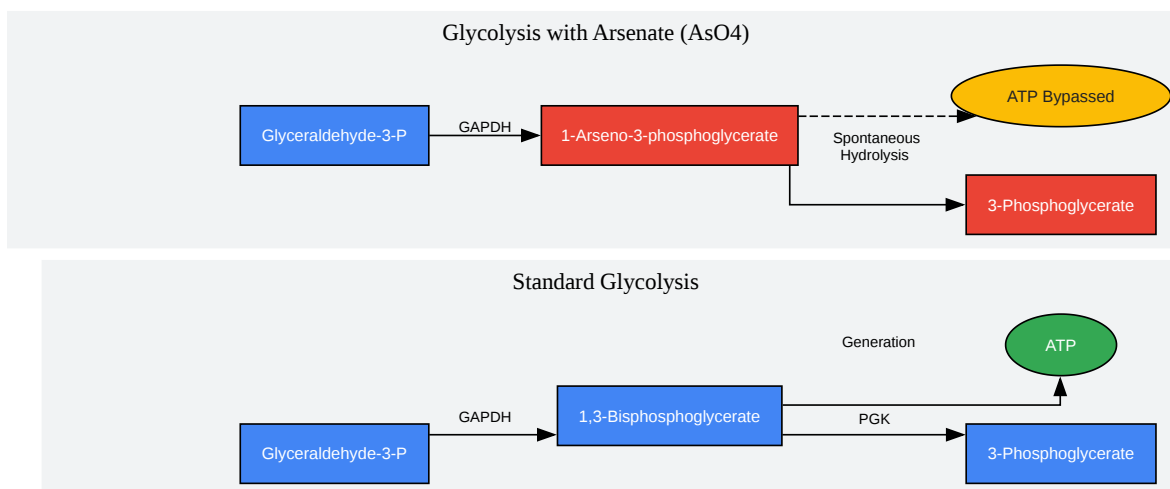 Glycolysis with Arsenate (AsO4)
ATP Bypassed
Glyceraldehyde-3-P
GAPDH
1-Arseno-3-phosphoglycerate
Spontaneous
Hydrolysis
3-Phosphoglycerate
Standard Glycolysis
Generation
ATP
GAPDH
1,3-Bisphosphoglycerate
PGK
Glyceraldehyde-3-P
3-Phosphoglycerate